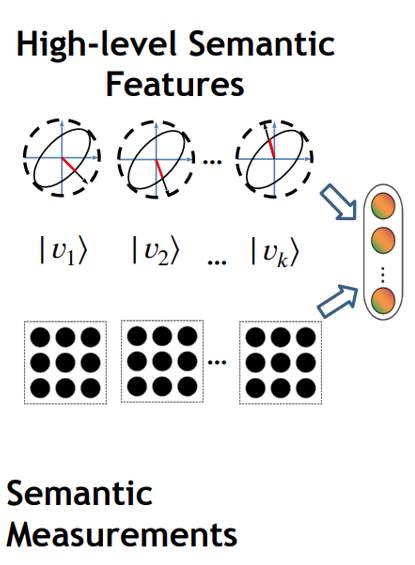 High-level Semantic
Features
...
|v₁⟩ |v₂⟩ ... |vₖ⟩
...
Semantic
Measurements